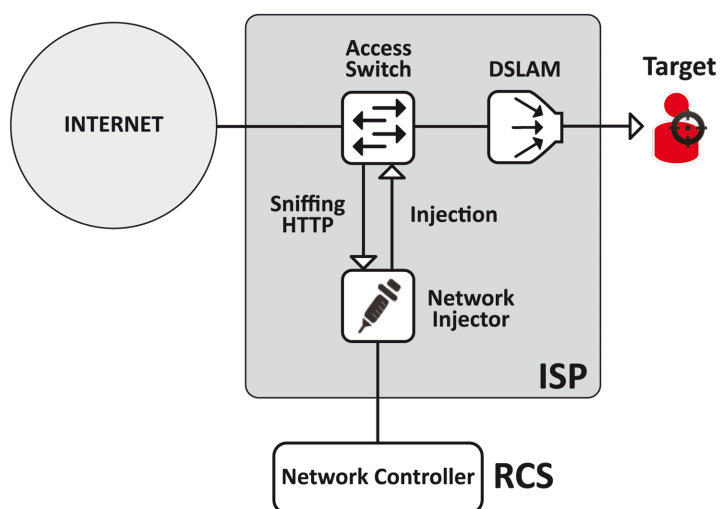 Access
Switch
DSLAM
Target
INTERNET
Sniffing
HTTP
Injection
Network
Injector
ISP
Network Controller
RCS